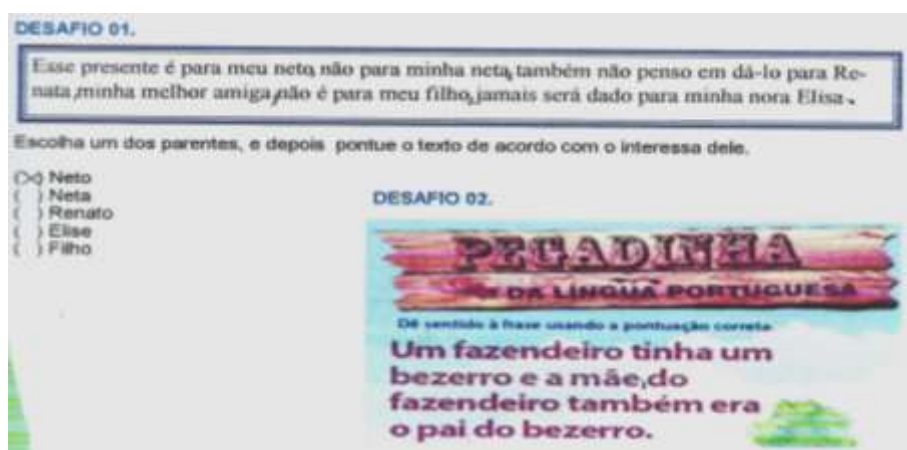 DESAFIO 01.
Esse presente é para meu neto, não para minha neta, também não penso em dá-lo para Re-
nata, minha melhor amiga, não é para meu filho, jamais será dado para minha nora Elisa.
Escolha um dos parentes, e depois pontue o texto de acordo com o interessa dele.
(X) Neto
( ) Neta
( ) Renato
( ) Elise
( ) Filho
DESAFIO 02.
PEGADINHA
DA LÍNGUA PORTUGUESA
Dê sentido à frase usando a pontuação correta
Um fazendeiro tinha um
bezerro e a mãe,do
fazendeiro também era
o pai do bezerro.